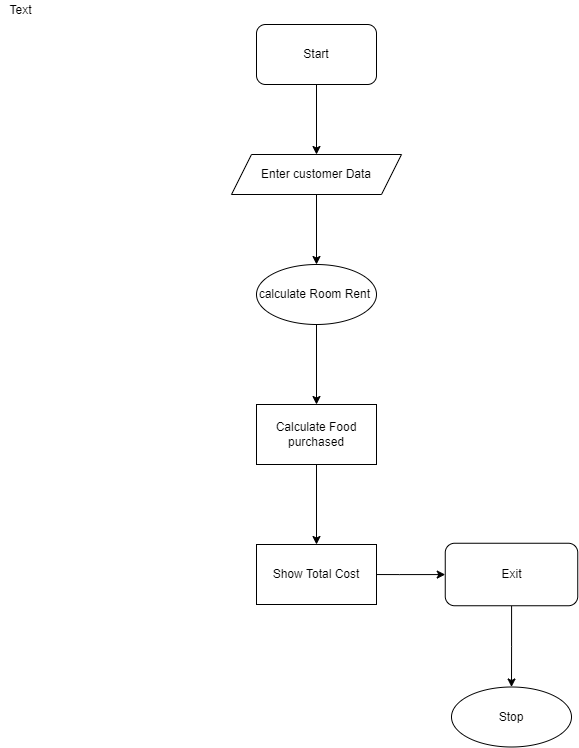 Text
Start
Enter customer Data
calculate Room Rent
Calculate Food
purchased
Show Total Cost
Exit
Stop